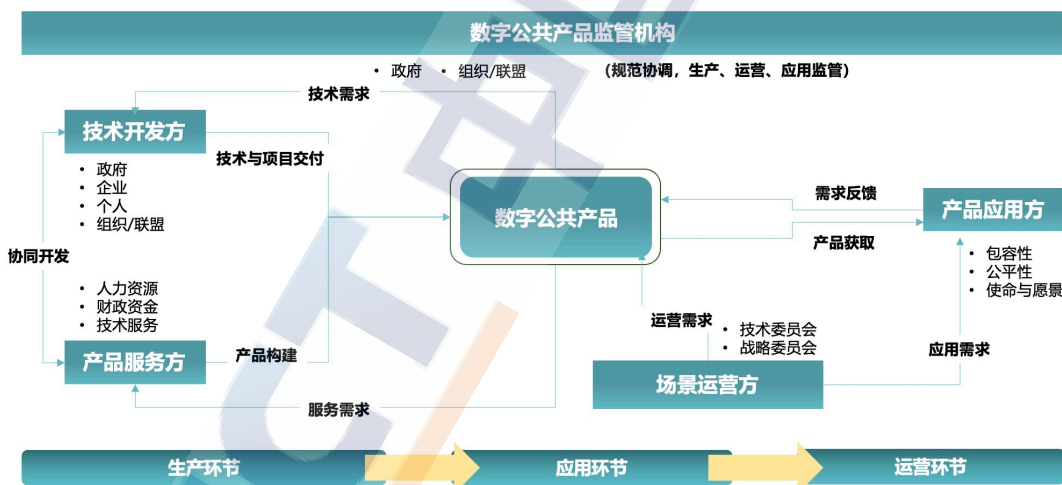 数字公共产品监管机构
• 政府 • 组织/联盟 （规范协调，生产、运营、应用监管）
技术需求
技术开发方
技术与项目交付
• 政府
• 企业
• 个人
• 组织/联盟
协同开发
• 人力资源
• 财政资金
• 技术服务
产品服务方
产品构建
服务需求
数字公共产品
需求反馈
产品获取
产品应用方
• 包容性
• 公平性
• 使命与愿景
运营需求
• 技术委员会
• 战略委员会
场景运营方
应用需求
生产环节
应用环节
运营环节